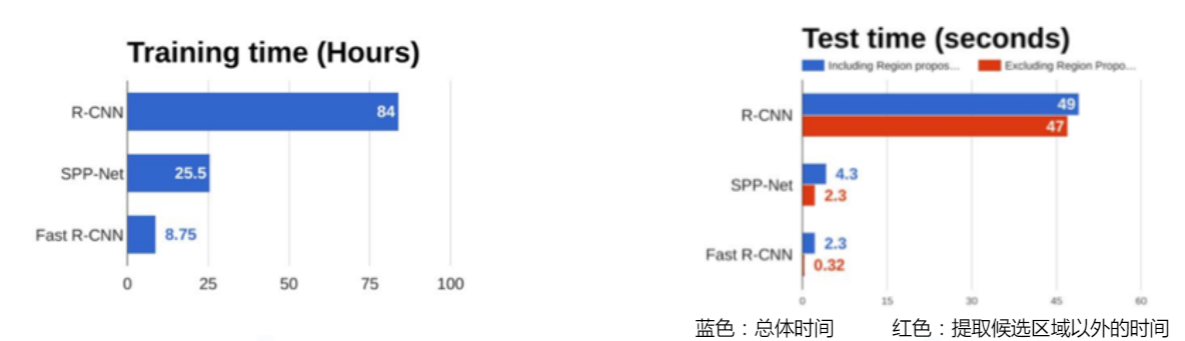 Training time (Hours)
R-CNN
84
SPP-Net
25.5
Fast R-CNN
8.75
0 25 50 75 100
Test time (seconds)
Including Region propos... Excluding Region Propo...
R-CNN
49
47
SPP-Net
4.3
2.3
Fast R-CNN
2.3
0.32
0 15 30 45 60
蓝色：总体时间 红色：提取候选区域以外的时间